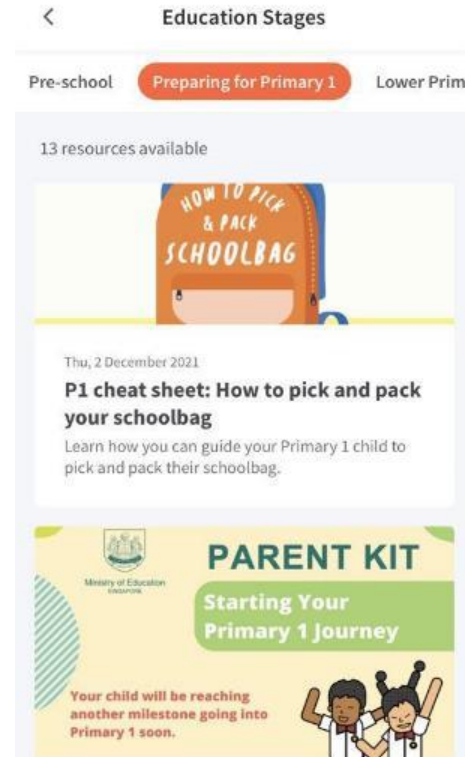 Education Stages
Pre-school Preparing for Primary 1 Lower Prim
13 resources available
HOW TO PICK
& PACK
SCHOOLBAG
Thu, 2 December 2021
P1 cheat sheet: How to pick and pack
your schoolbag
Learn how you can guide your Primary 1 child to
pick and pack their schoolbag.
Ministry of Education
SINGAPORE
PARENT KIT
Starting Your
Primary 1 Journey
Your child will be reaching
another milestone going into
Primary 1 soon.